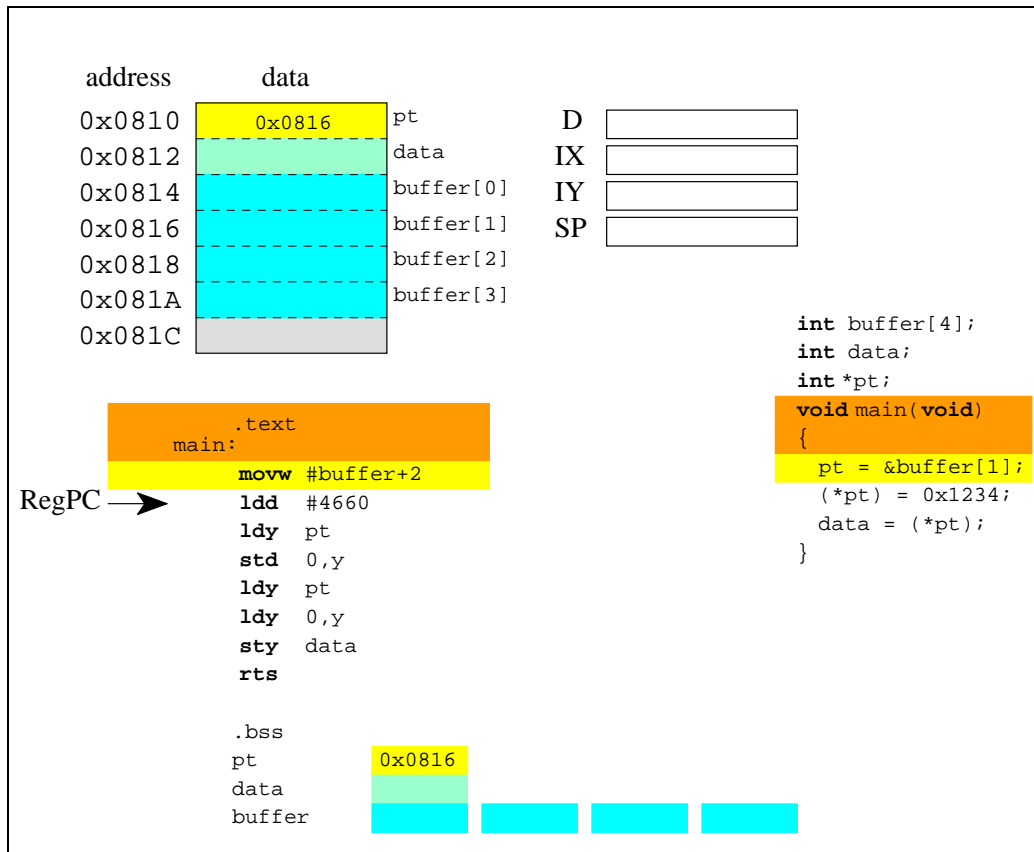 address data
0x0810 0x0816 pt
0x0812 data
0x0814 buffer[0]
0x0816 buffer[1]
0x0818 buffer[2]
0x081A buffer[3]
0x081C
D
IX
IY
SP
int buffer[4];
int data;
int *pt;
void main(void)
{
pt = &buffer[1];
(*pt) = 0x1234;
data = (*pt);
}
.text
main:
movw #buffer+2
RegPC ldd #4660
ldy pt
std 0,y
ldy pt
ldy 0,y
sty data
rts
.bss
pt 0x0816
data
buffer